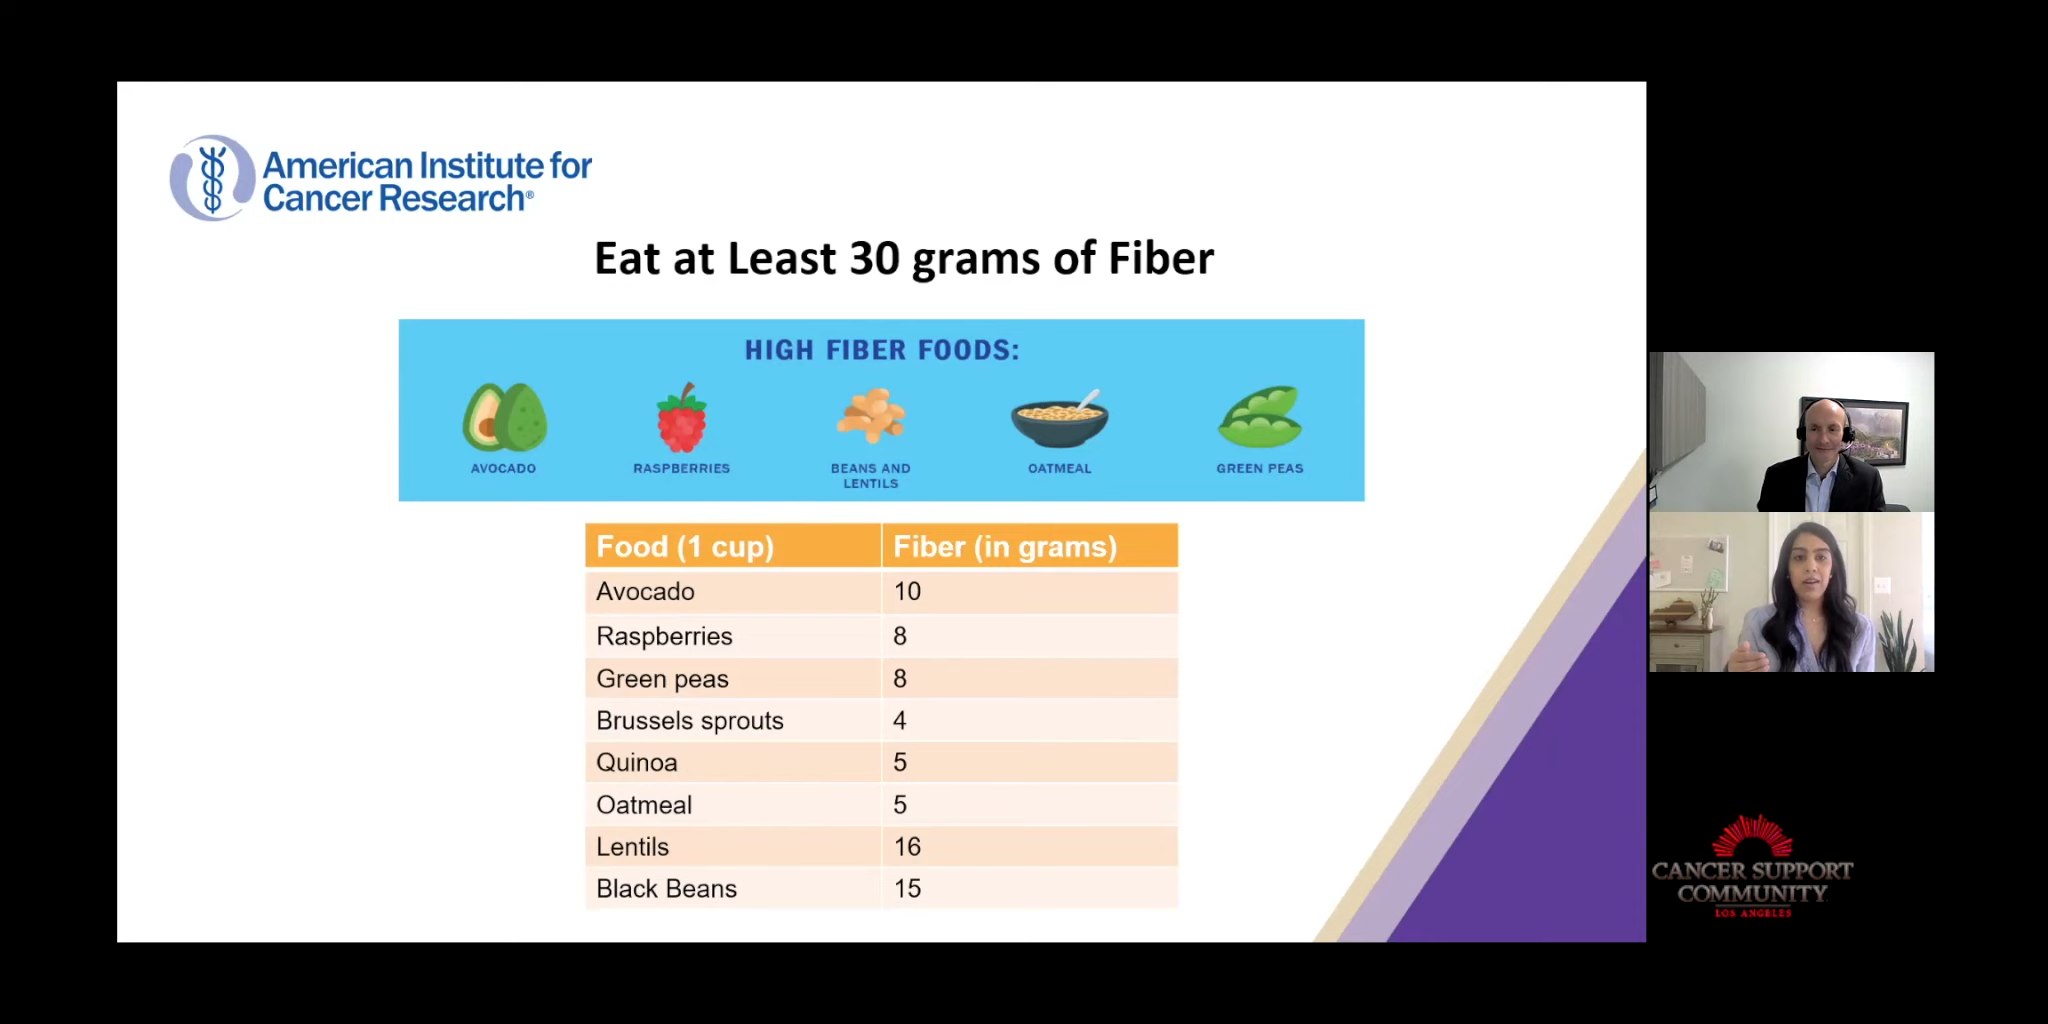 American Institute for
Cancer Research®
Eat at Least 30 grams of Fiber
HIGH FIBER FOODS:
AVOCADO
RASPBERRIES
BEANS AND
LENTILS
OATMEAL
GREEN PEAS
Food (1 cup) Fiber (in grams)
Avocado 10
Raspberries 8
Green peas 8
Brussels sprouts 4
Quinoa 5
Oatmeal 5
Lentils 16
Black Beans 15
CANCER SUPPORT
COMMUNITY
LOS ANGELES